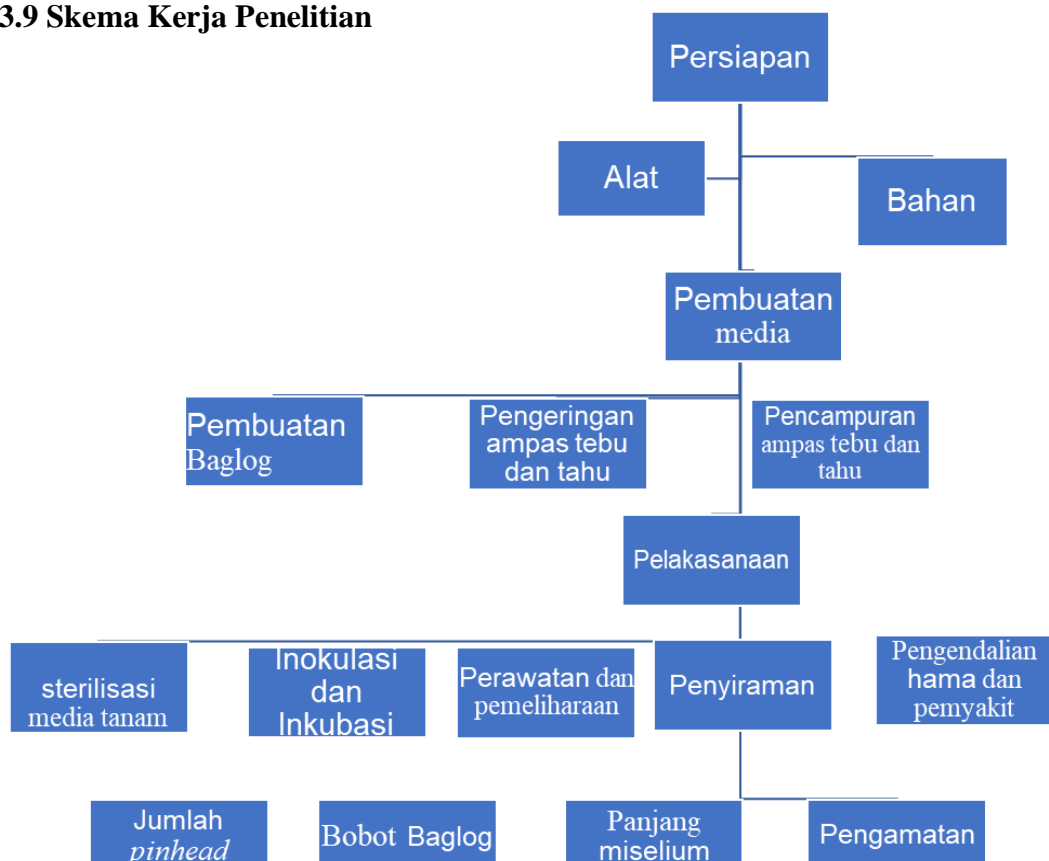 3.9 Skema Kerja Penelitian
Persiapan
Alat
Bahan
Pembuatan
media
Pembuatan
Baglog
Pengeringan
ampas tebu
dan tahu
Pencampuran
ampas tebu dan
tahu
Pelakasanaan
sterilisasi
media tanam
Inokulasi
dan
Inkubasi
Perawatan dan
pemeliharaan
Penyiraman
Pengendalian
hama dan
pemyakit
Jumlah
pinhead
Bobot Baglog
Panjang
miselium
Pengamatan